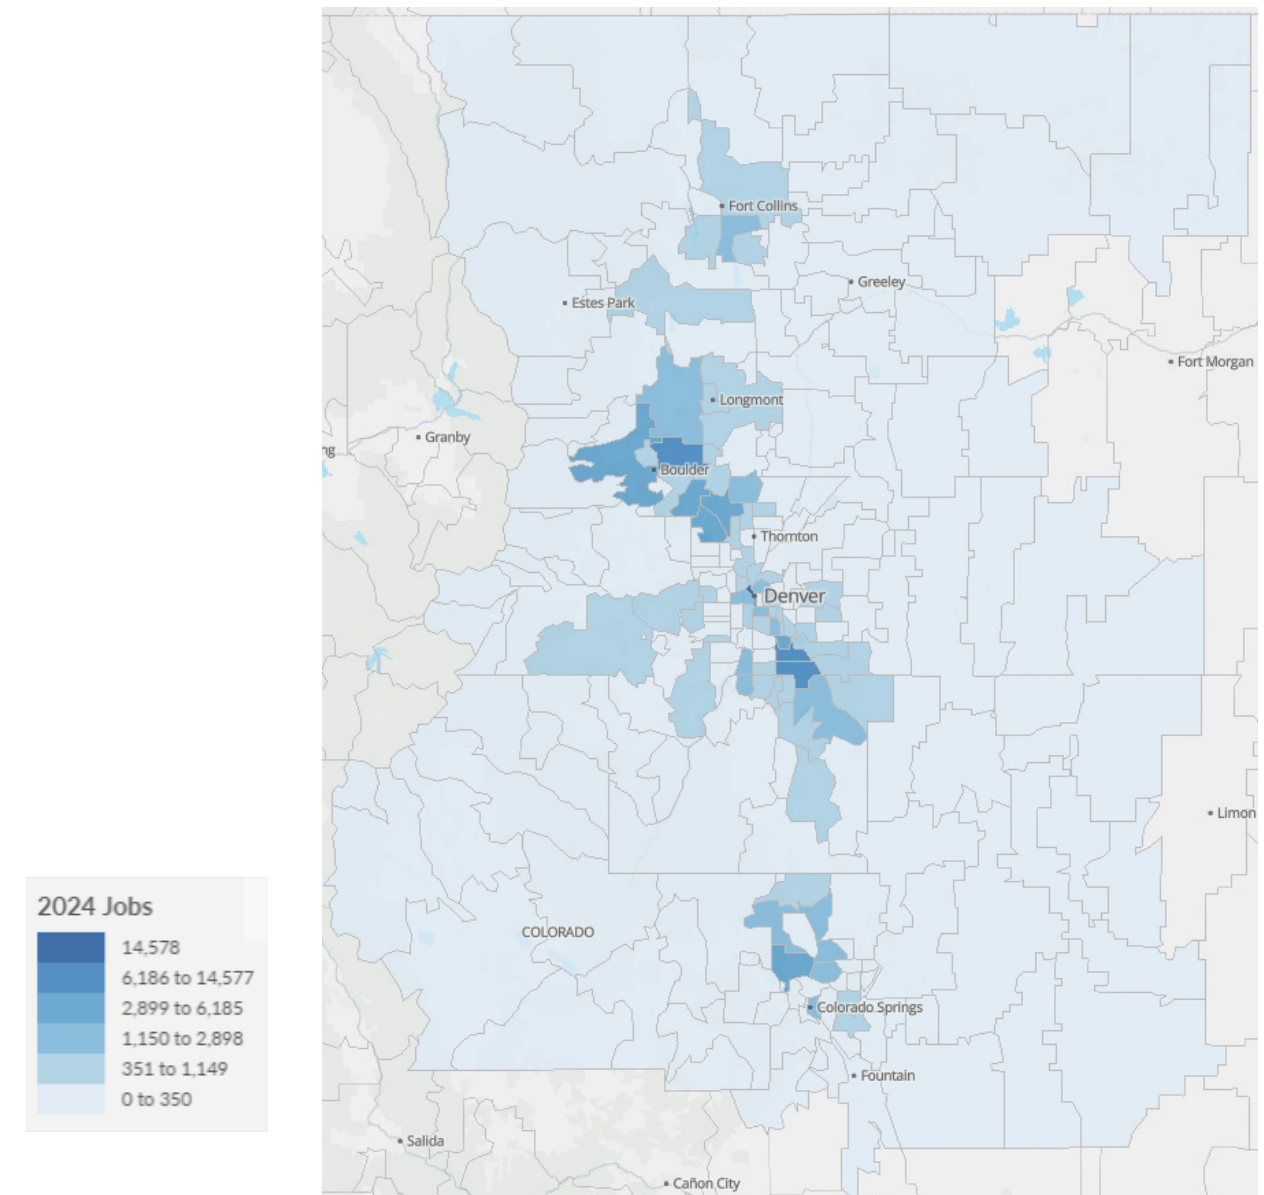 2024 Jobs
14,578
6,186 to 14,577
2,899 to 6,185
1,150 to 2,898
351 to 1,149
0 to 350
Fort Collins
Greeley
Estes Park
Fort Morgan
Longmont
Granby
ng
Boulder
Thornton
Denver
Limon
COLORADO
Colorado Springs
Fountain
Salida
Cañon City